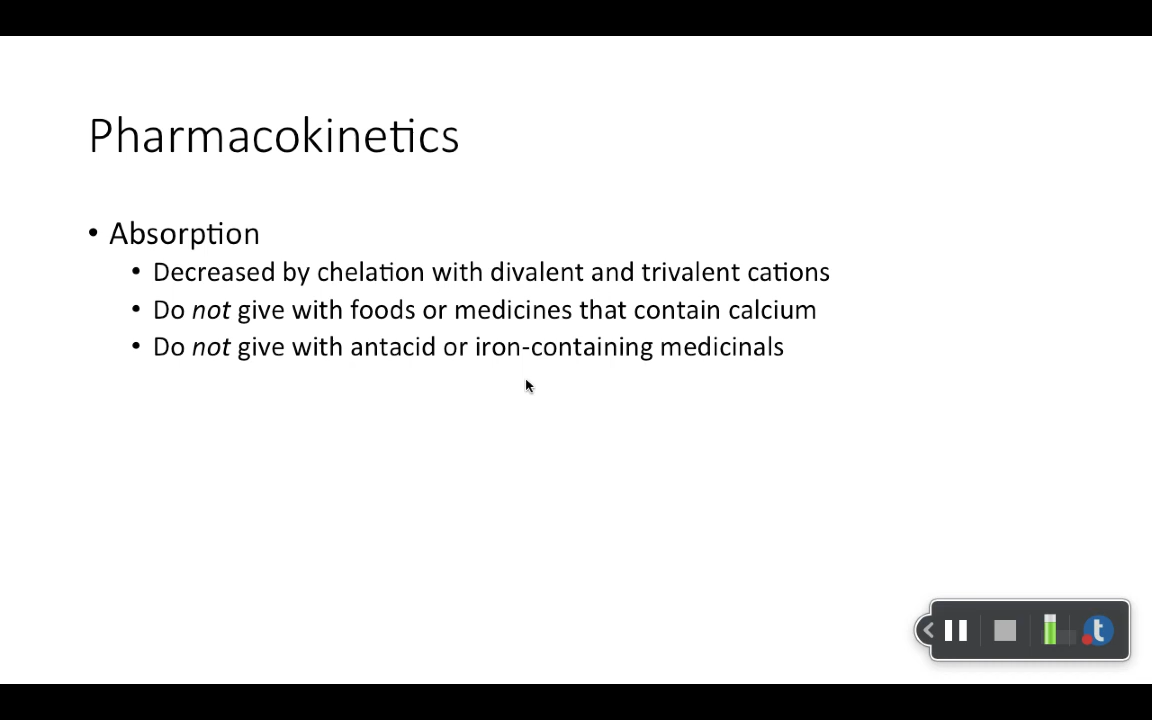 Pharmacokinetics
• Absorption
• Decreased by chelation with divalent and trivalent cations
• Do not give with foods or medicines that contain calcium
• Do not give with antacid or iron-containing medicinals
t